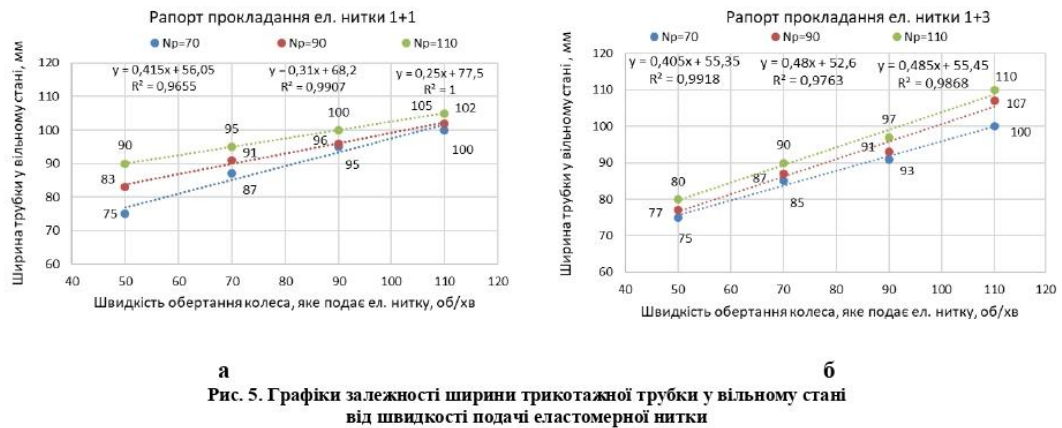 Рапорт прокладання ел. нитки 1+1
Np=70 Np=90 Np=110
y = 0,415x + 56,05
R² = 0,9655
y = 0,31x + 68,2
R² = 0,9907
y = 0,25x + 77,5
R² = 1
Ширина трубки у вільному стані, мм
120
110
100
90
80
70
60
90
95
100
105
102
83
91
96
75
87
95
100
40 50 60 70 80 90 100 110 120
Швидкість обертання колеса, яке подає ел. нитку, об/хв
а
Рапорт прокладання ел. нитки 1+3
Np=70 Np=90 Np=110
y = 0,405x + 55,35
R² = 0,9918
y = 0,48x + 52,6
R² = 0,9763
y = 0,485x + 55,45
R² = 0,9868
Ширина трубки у вільному стані, мм
120
110
100
90
80
70
60
80
90
97
110
77
87
91
107
75
85
93
100
40 50 60 70 80 90 100 110 120
Швидкість обертання колеса, яке подає ел. нитку, об/хв
б
Рис. 5. Графіки залежності ширини трикотажної трубки у вільному стані
від швидкості подачі еластомерної нитки